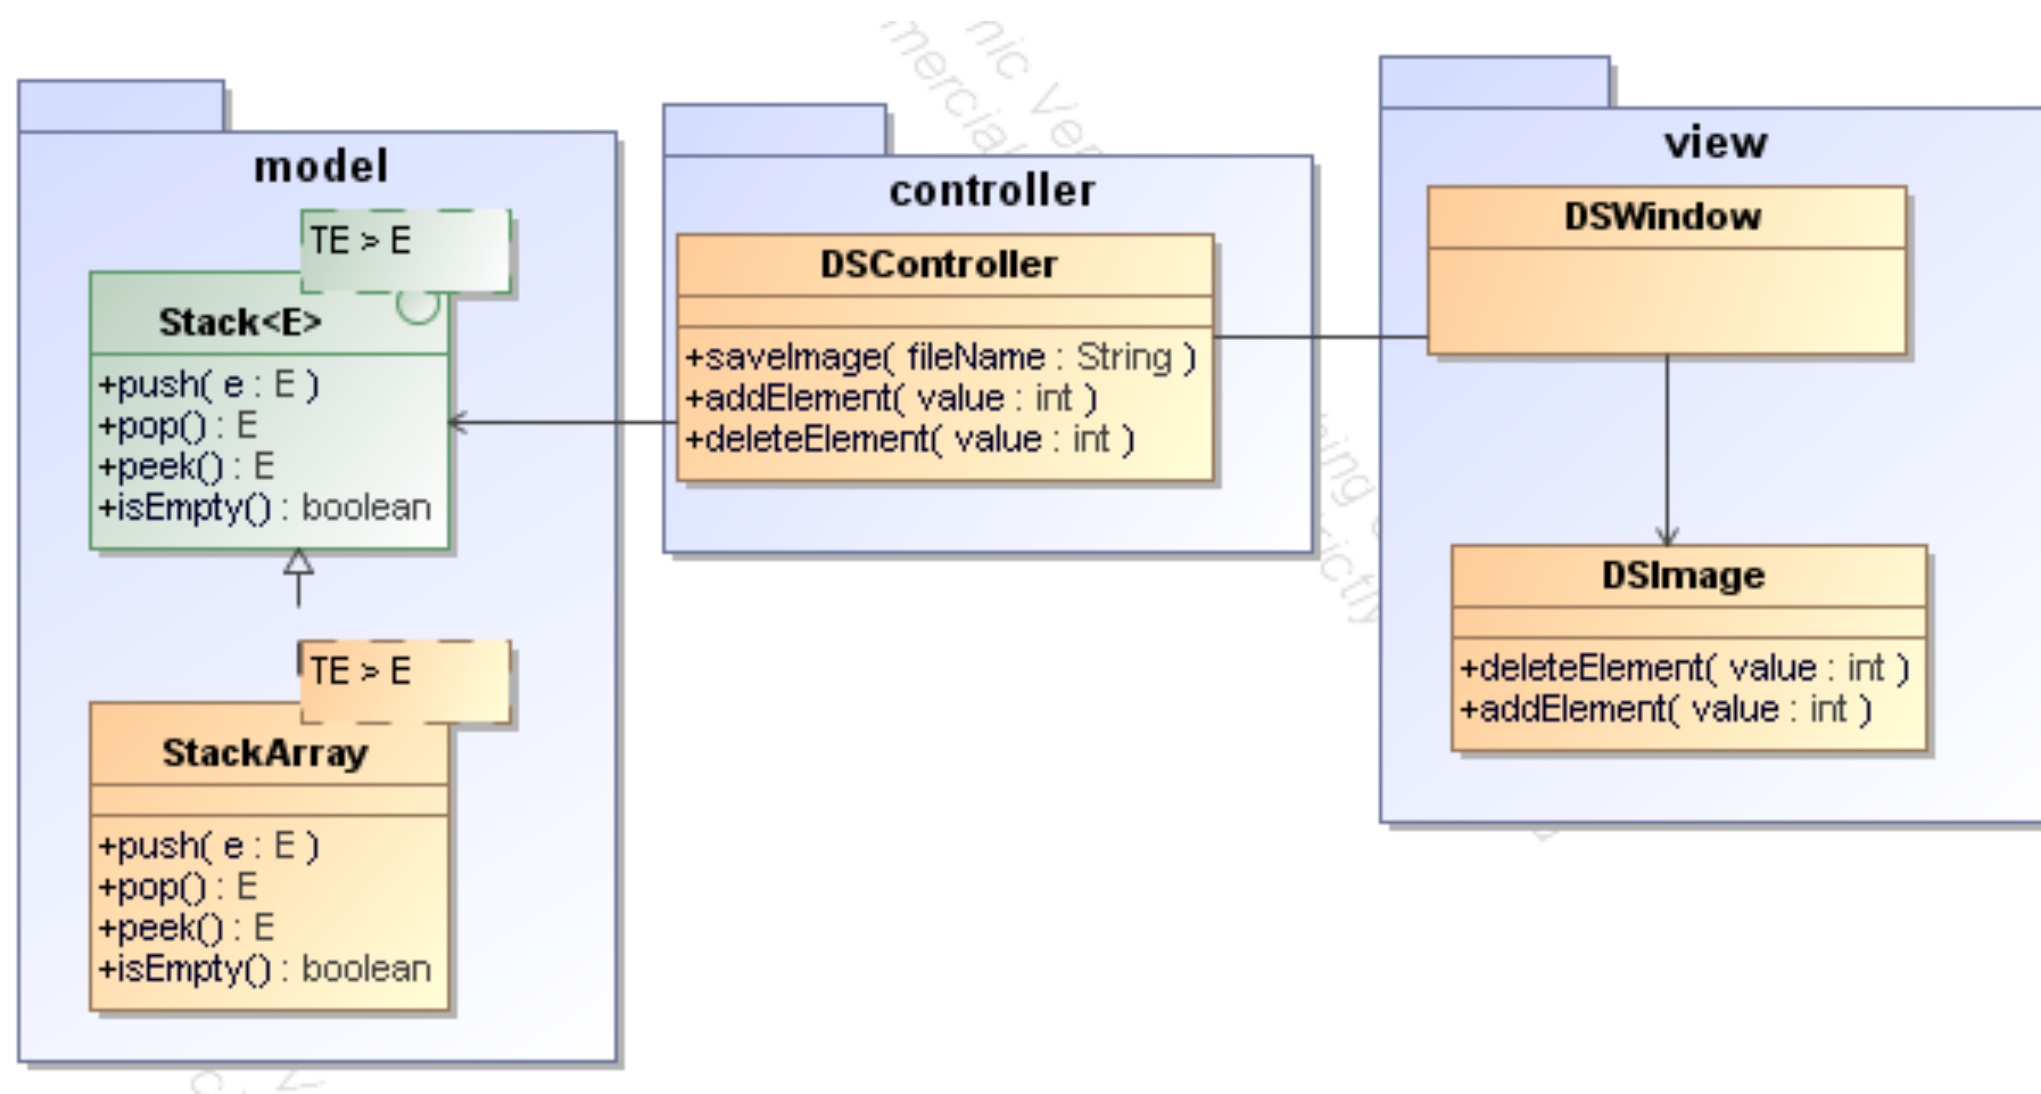 model
TE > E
Stack<E>
+push( e : E )
+pop() : E
+peek() : E
+isEmpty() : boolean
TE > E
StackArray
+push( e : E )
+pop() : E
+peek() : E
+isEmpty() : boolean
controller
DSController
+saveImage( fileName : String )
+addElement( value : int )
+deleteElement( value : int )
view
DSWindow
DSImage
+deleteElement( value : int )
+addElement( value : int )